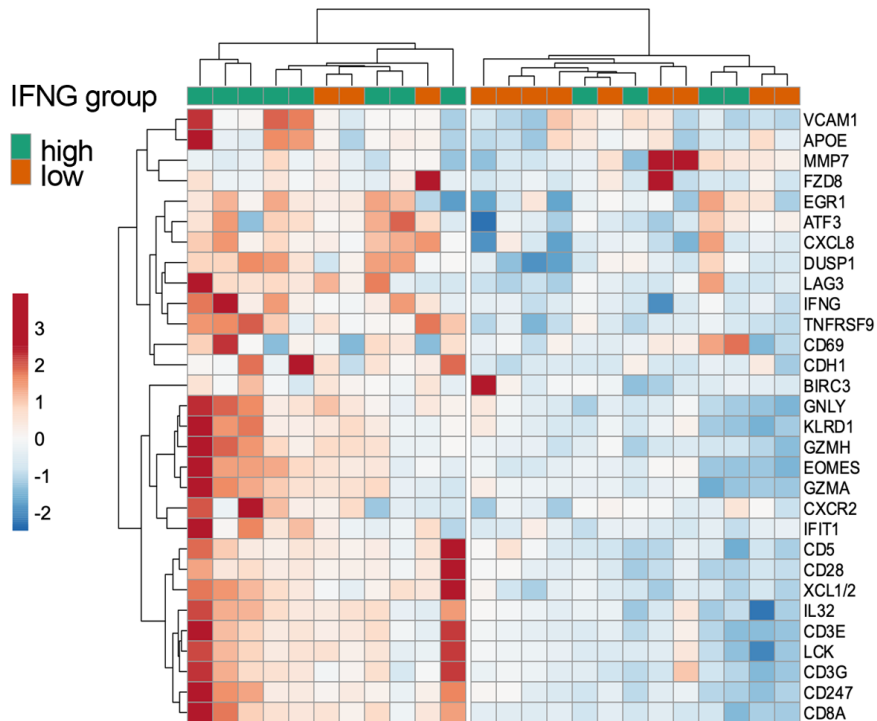 IFNG group
high
low
3
2
1
0
-1
-2
VCAM1
APOE
MMP7
FZD8
EGR1
ATF3
CXCL8
DUSP1
LAG3
IFNG
TNFRSF9
CD69
CDH1
BIRC3
GNLY
KLRD1
GZMH
EOMES
GZMA
CXCR2
IFIT1
CD5
CD28
XCL1/2
IL32
CD3E
LCK
CD3G
CD247
CD8A